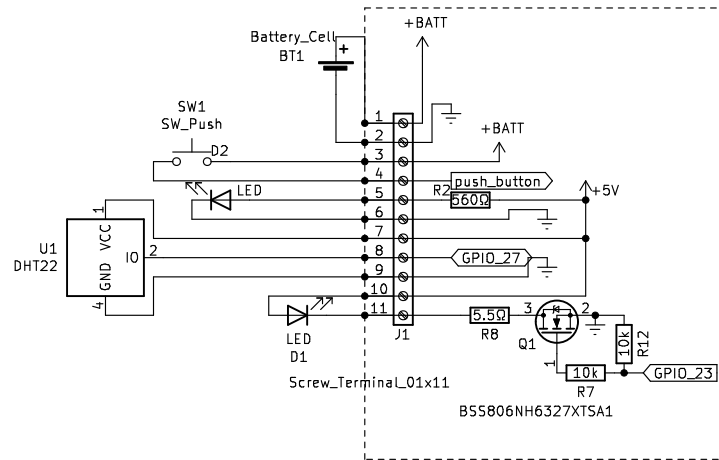 +BATT
Battery_Cell
BT1
+
SW1
SW_Push
1
2
+BATT
3
D2
4
push_button
LED
5
R2
560Ω
+5V
6
1
7
U1
DHT22
VCC
GND
IO
2
8
GPIO_27
9
4
10
11
J1
LED
D1
5.5Ω
R8
3
2
Q1
1
10k
R12
10k
R7
GPIO_23
Screw_Terminal_01x11
BSS806NH6327XTSA1